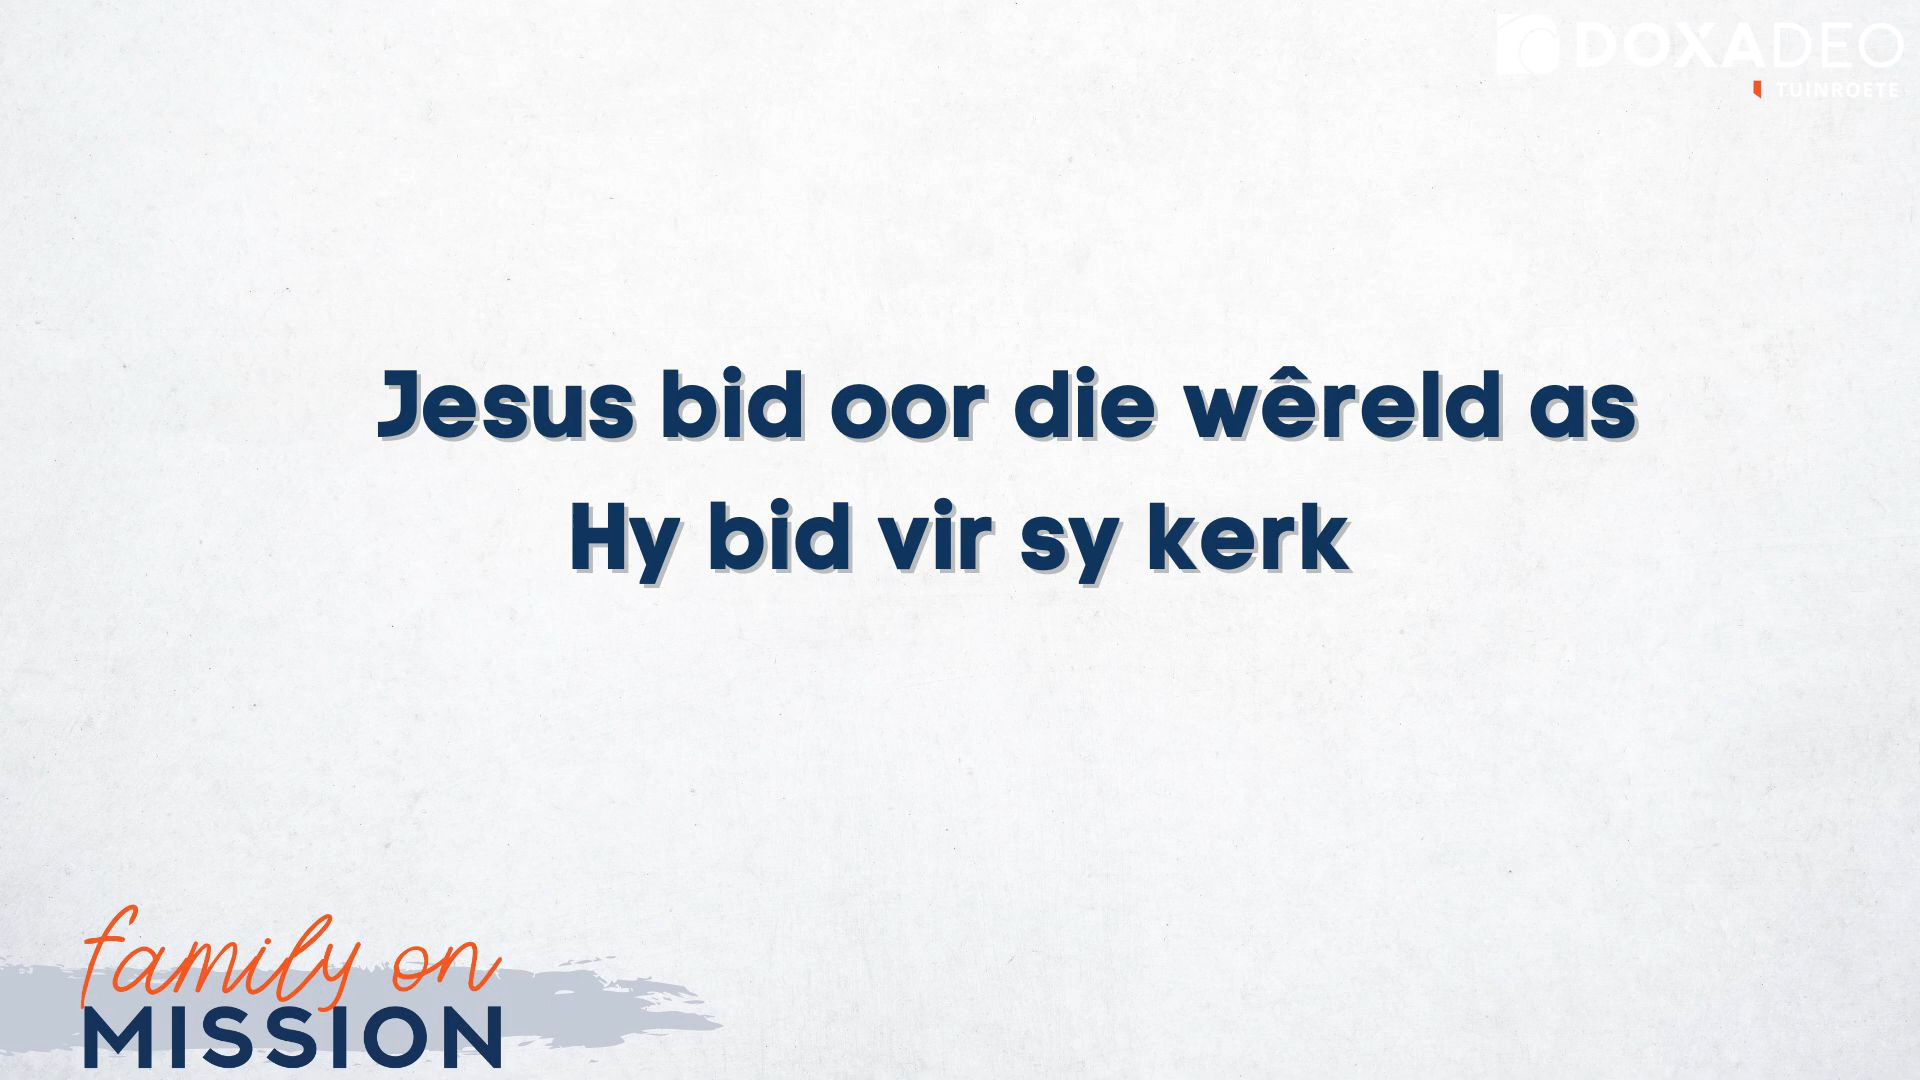 DOXADEO
TUINROETE
Jesus bid oor die wêreld as
Hy bid vir sy kerk
family on
MISSION